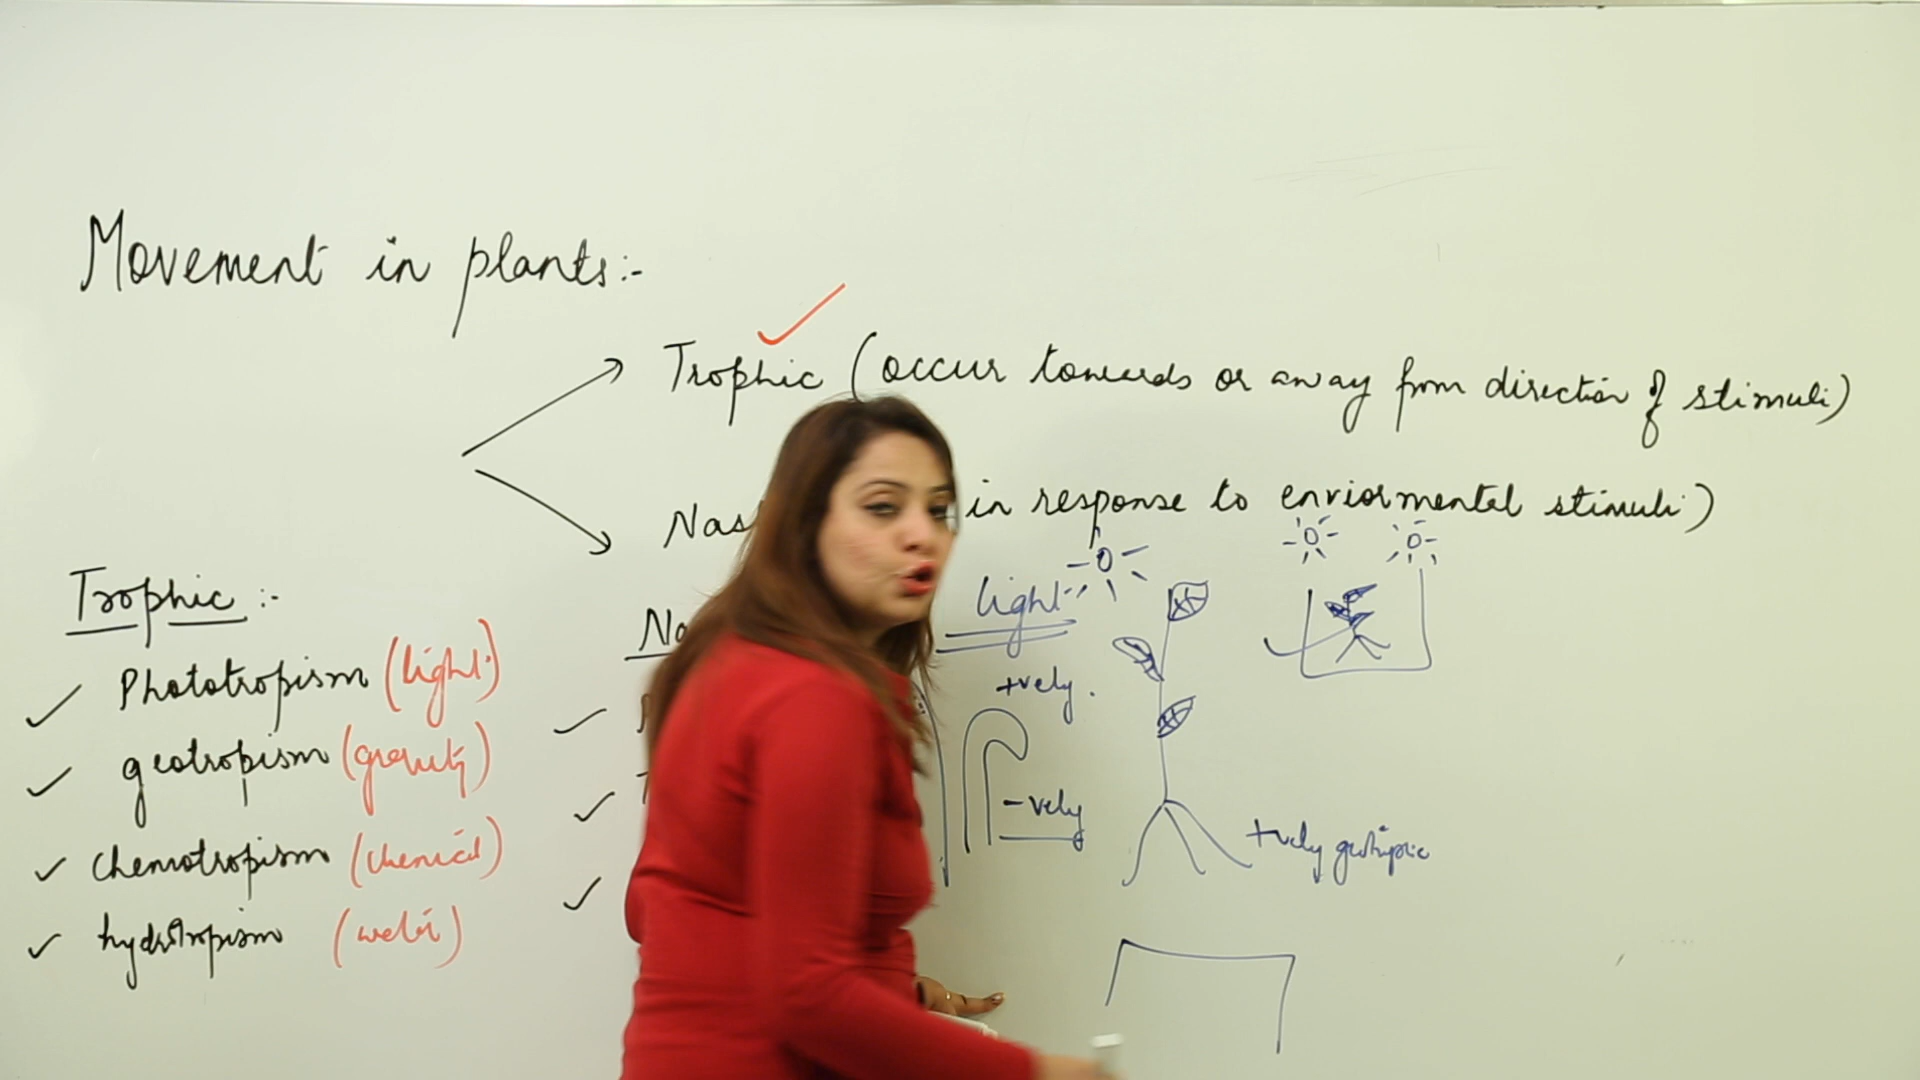 Movement in plants:-
Trophic (occur towards or away from direction of stimuli)
Nas in response to enviormental stimuli)
Trophic :-
Phototropism (light)
geotropism (gravity)
chemotropism (chemical)
hydrotropism
Na
light
+vely.
-vely
+vely geotropic